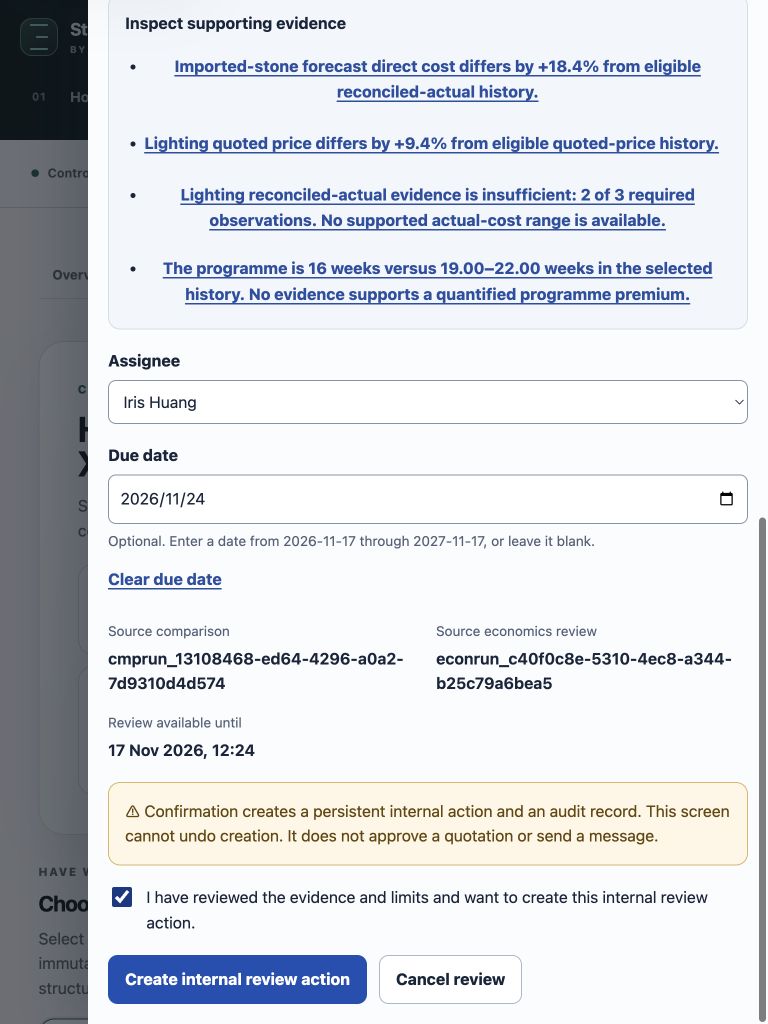 St
BY
01 Ho
Contro
Overv
C
H
X
S
co
HAVE W
Choo
Select
immuta
structu
Inspect supporting evidence
• Imported-stone forecast direct cost differs by +18.4% from eligible
reconciled-actual history.
• Lighting quoted price differs by +9.4% from eligible quoted-price history.
• Lighting reconciled-actual evidence is insufficient: 2 of 3 required
observations. No supported actual-cost range is available.
• The programme is 16 weeks versus 19.00–22.00 weeks in the selected
history. No evidence supports a quantified programme premium.
Assignee
Iris Huang
Due date
2026/11/24
Optional. Enter a date from 2026-11-17 through 2027-11-17, or leave it blank.
Clear due date
Source comparison
cmprun_13108468-ed64-4296-a0a2-
7d9310d4d574
Source economics review
econrun_c40f0c8e-5310-4ec8-a344-
b25c79a6bea5
Review available until
17 Nov 2026, 12:24
⚠ Confirmation creates a persistent internal action and an audit record. This screen
cannot undo creation. It does not approve a quotation or send a message.
I have reviewed the evidence and limits and want to create this internal review
action.
Create internal review action
Cancel review